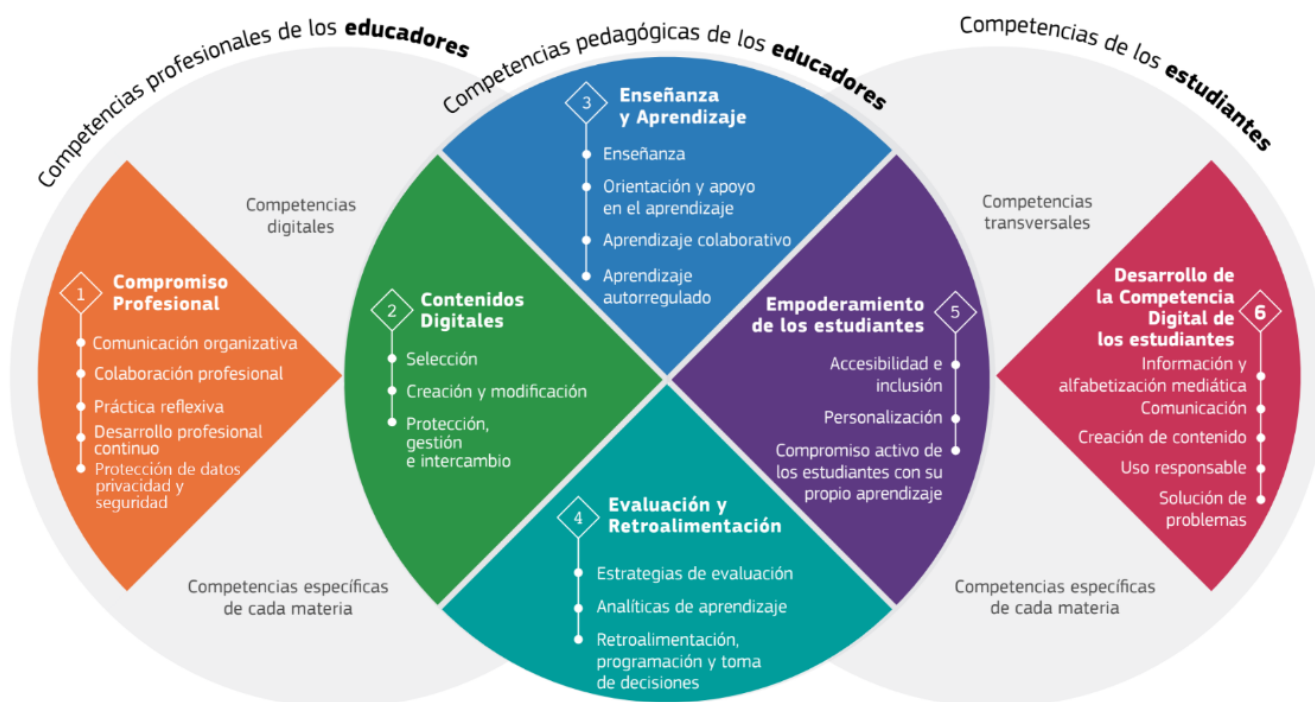 Competencias profesionales de los educadores
Competencias pedagógicas de los educadores
Competencias de los
estudiantes
Competencias
digitales
Competencias
transversales
1
Compromiso
Profesional
Comunicación organizativa
Colaboración profesional
Práctica reflexiva
Desarrollo profesional
continuo
Protección de datos,
privacidad y
seguridad
2
Contenidos
Digitales
Selección
Creación y modificación
Protección,
gestión
e intercambio
3
Enseñanza
y Aprendizaje
Enseñanza
Orientación y apoyo
en el aprendizaje
Aprendizaje colaborativo
Aprendizaje
autorregulado
4
Evaluación y
Retroalimentación
Estrategias de evaluación
Analíticas de aprendizaje
Retroalimentación,
programación y toma
de decisiones
5
Empoderamiento
de los estudiantes
Accesibilidad e
inclusión
Personalización
Compromiso activo de
los estudiantes con su
propio aprendizaje
6
Desarrollo de
la Competencia
Digital de
los estudiantes
Información y
alfabetización mediática
Comunicación
Creación de contenido
Uso responsable
Solución de
problemas
Competencias específicas
de cada materia
Competencias específicas
de cada materia